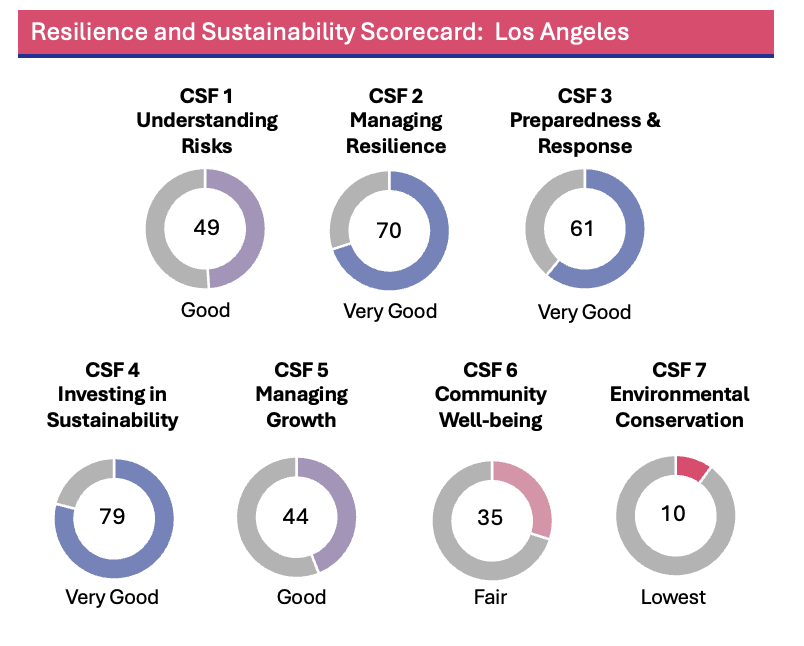 Resilience and Sustainability Scorecard:  Los Angeles
CSF 1
Understanding
Risks
49
Good
CSF 2
Managing
Resilience
70
Very Good
CSF 3
Preparedness &
Response
61
Very Good
CSF 4
Investing in
Sustainability
79
Very Good
CSF 5
Managing
Growth
44
Good
CSF 6
Community
Well-being
35
Fair
CSF 7
Environmental
Conservation
10
Lowest